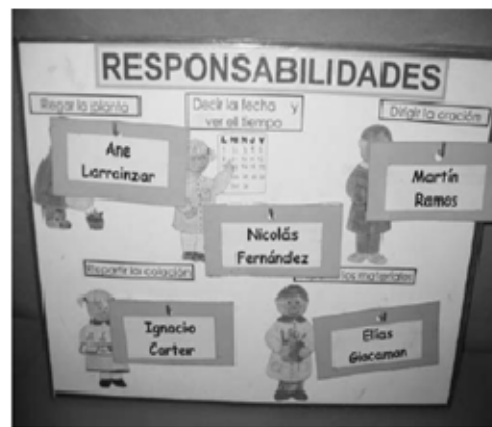 RESPONSABILIDADES
Regar la planta
Decir la fecha y
ver el tiempo
Dirigir la oración
L M M J V
Ane
Larrainzar
Martín
Ramos
Nicolás
Fernández
Repartir la colación
los materiales
Ignacio
Carter
Elías
Giacaman